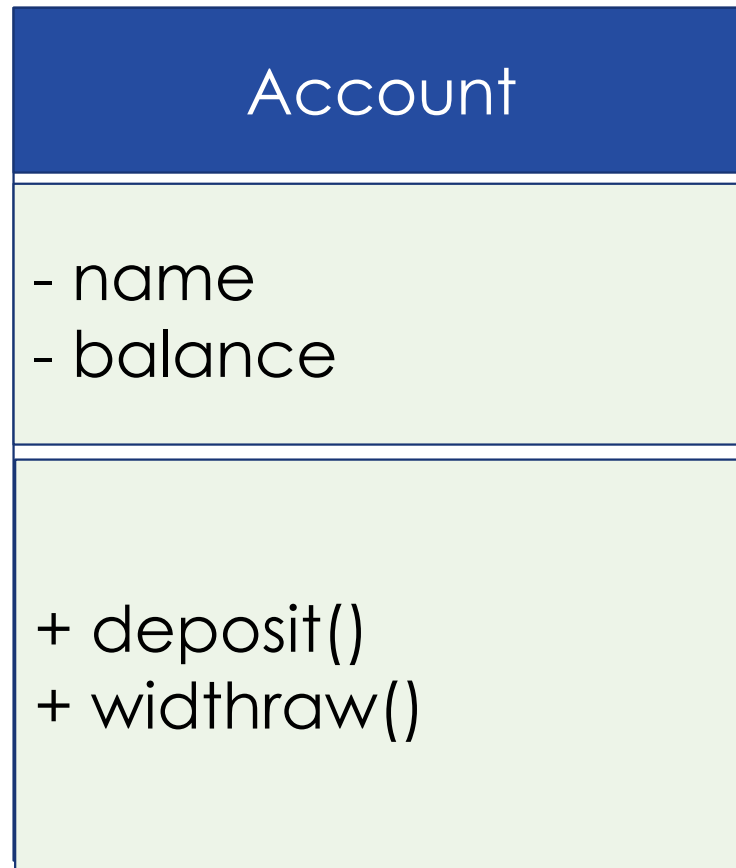 Account
- name
- balance
+ deposit()
+ widthraw()